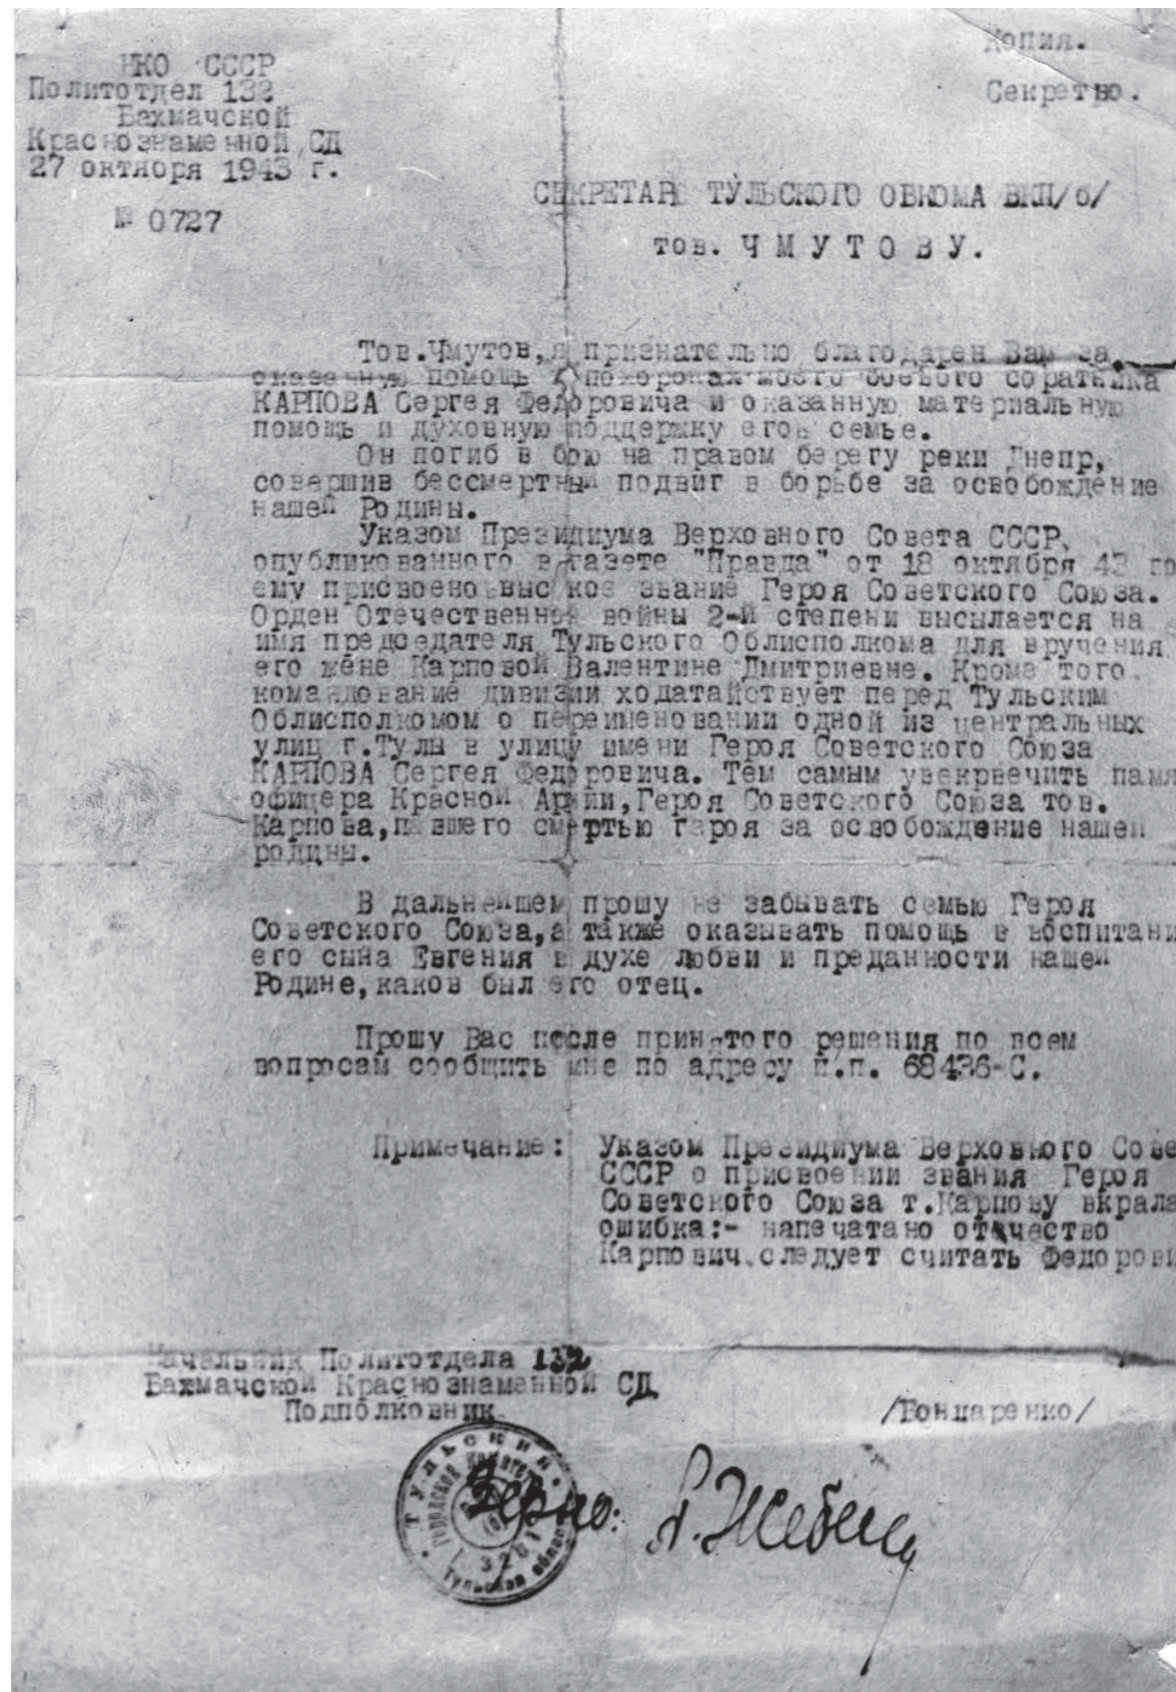 НКО СССР
Политотдел 132
Бахмачской
Краснознаменной СД
27 октября 1943 г.
№ 0727
Копия.
Секретно.
СЕКРЕТАРЮ ТУЛЬСКОГО ОБКОМА ВКП/б/
тов. ЧМУТОВУ.
Тов.Чмутов,я признательно благодарен Вам за
оказанную помощь в похоронах моего боевого соратника
КАРПОВА Сергея Федоровича и оказанную материальную
помощь и духовную поддержку его семье.
Он погиб в бою на правом берегу реки Днепр,
совершив бессмертный подвиг в борьбе за освобождение
нашей Родины.
Указом Президиума Верховного Совета СССР,
опубликованного в газете "Правда" от 18 октября 43 го
ему присвоено высокое звание Героя Советского Союза.
Орден Отечественной войны 2-й степени высылается на
имя председателя Тульского Облисполкома для вручения
его жене Карповой Валентине Дмитриевне. Кроме того
командование дивизии ходатайствует перед Тульским
Облисполкомом о переименовании одной из центральных
улиц г.Тулы в улицу имени Героя Советского Союза
КАРПОВА Сергея Федоровича. Тем самым увекрвечить памя
офицера Красной Армии,Героя Советского Союза тов.
Карпова,павшего смертью героя за освобождение нашей
родины.
В дальнейшем прошу не забывать семью Героя
Советского Союза,а также оказывать помощь в воспитани
его сына Евгения в духе любви и преданности нашей
Родине,каков был его отец.
Прошу Вас после принятого решения по всем
вопросам сообщить мне по адресу п.п. 68436-С.
Примечание: Указом Президиума Верховного Сове
СССР о присвоении звания Героя
Советского Союза т.Карпову вкрала
ошибка:- напечатано отчество
Карпович,следует считать Федорови
Начальник Политотдела 132
Бахмачской Краснознаменной СД
Подполковник /Бонцаренко/
Верно:
Тульский
Тульская